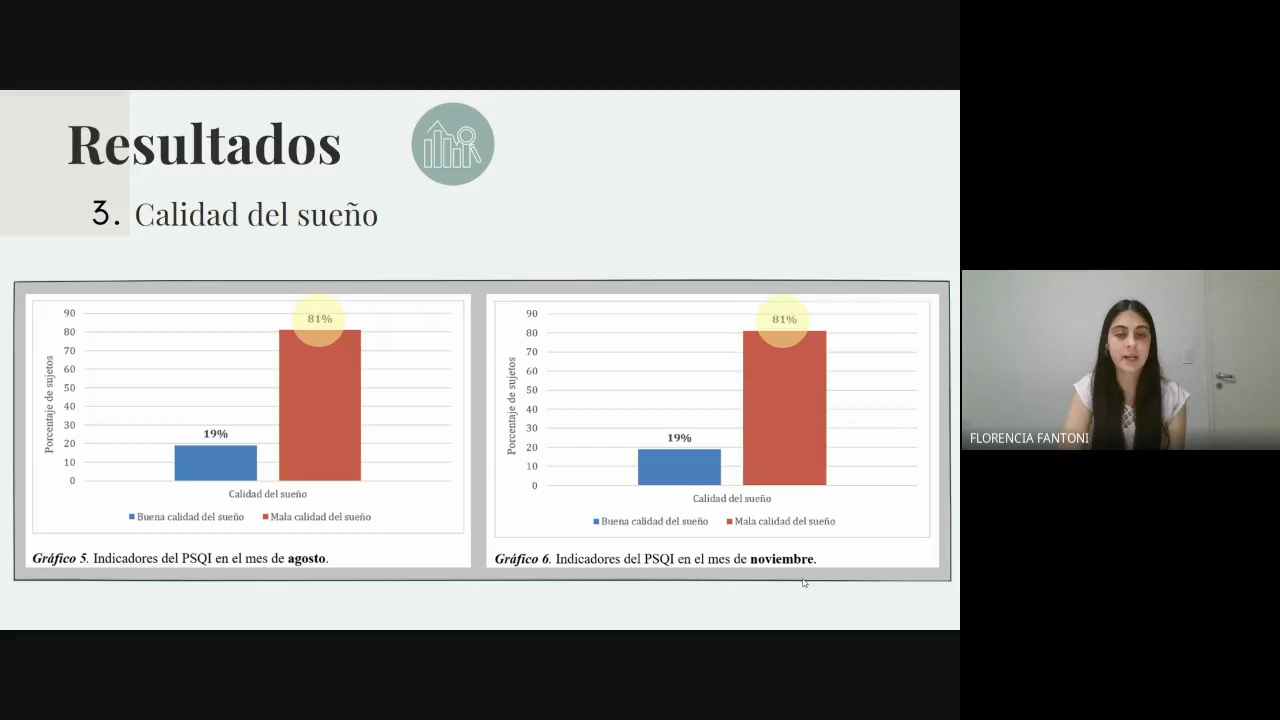 Resultados
3. Calidad del sueño
90
80
70
60
50
40
30
20
10
0
Porcentaje de sujetos
19%
81%
Calidad del sueño
Buena calidad del sueño
Mala calidad del sueño
Gráfico 5. Indicadores del PSQI en el mes de agosto.
90
80
70
60
50
40
30
20
10
0
Porcentaje de sujetos
19%
81%
Calidad del sueño
Buena calidad del sueño
Mala calidad del sueño
Gráfico 6. Indicadores del PSQI en el mes de noviembre.
FLORENCIA FANTONI